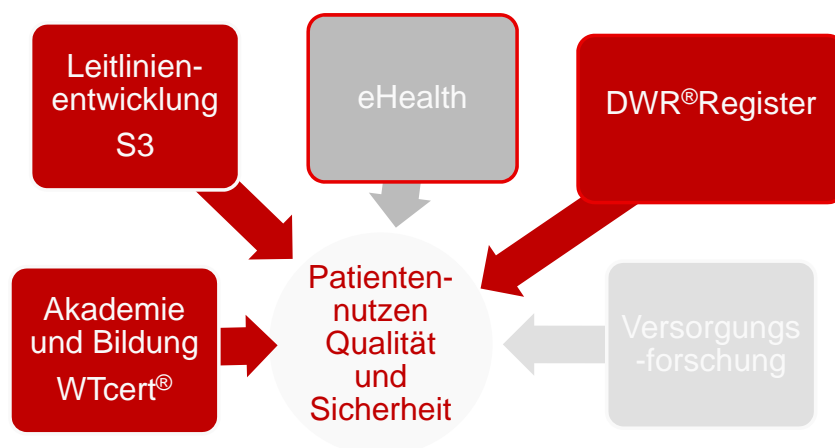 Leitlinien-
entwicklung
S3
eHealth
DWR®Register
Akademie
und Bildung
WTcert®
Patienten-
nutzen
Qualität
und
Sicherheit
Versorgungs
-forschung